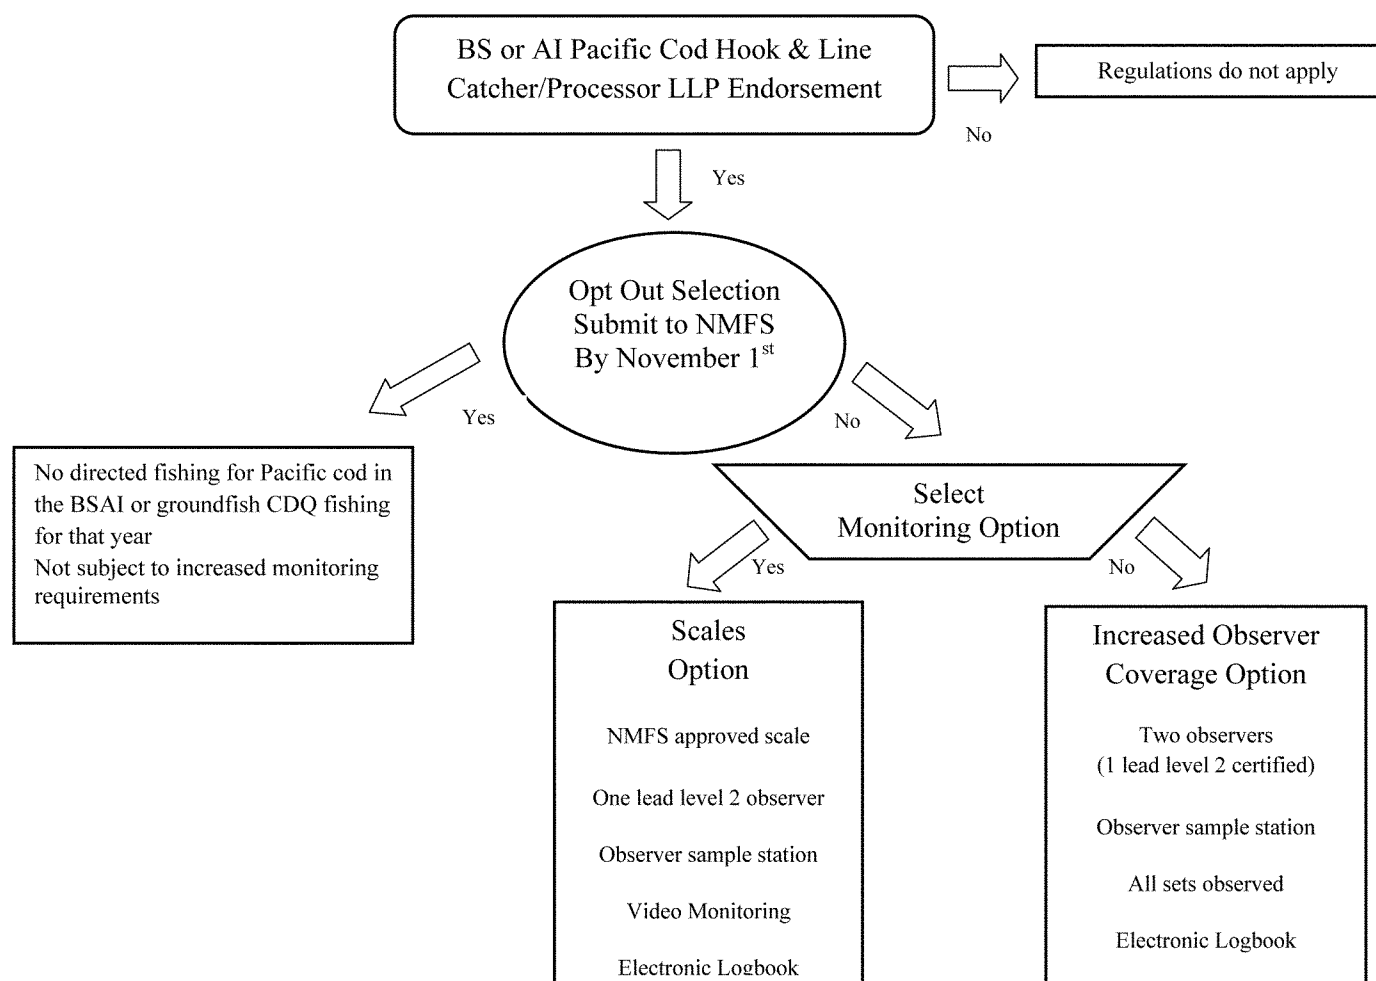 BS or AI Pacific Cod Hook & Line
Catcher/Processor LLP Endorsement
Regulations do not apply
No
Yes
Opt Out Selection
Submit to NMFS
By November 1st
Yes
No
No directed fishing for Pacific cod in
the BSAI or groundfish CDQ fishing
for that year
Not subject to increased monitoring
requirements
Select
Monitoring Option
Yes
No
Scales
Option
NMFS approved scale
One lead level 2 observer
Observer sample station
Video Monitoring
Electronic Logbook
Increased Observer
Coverage Option
Two observers
(1 lead level 2 certified)
Observer sample station
All sets observed
Electronic Logbook